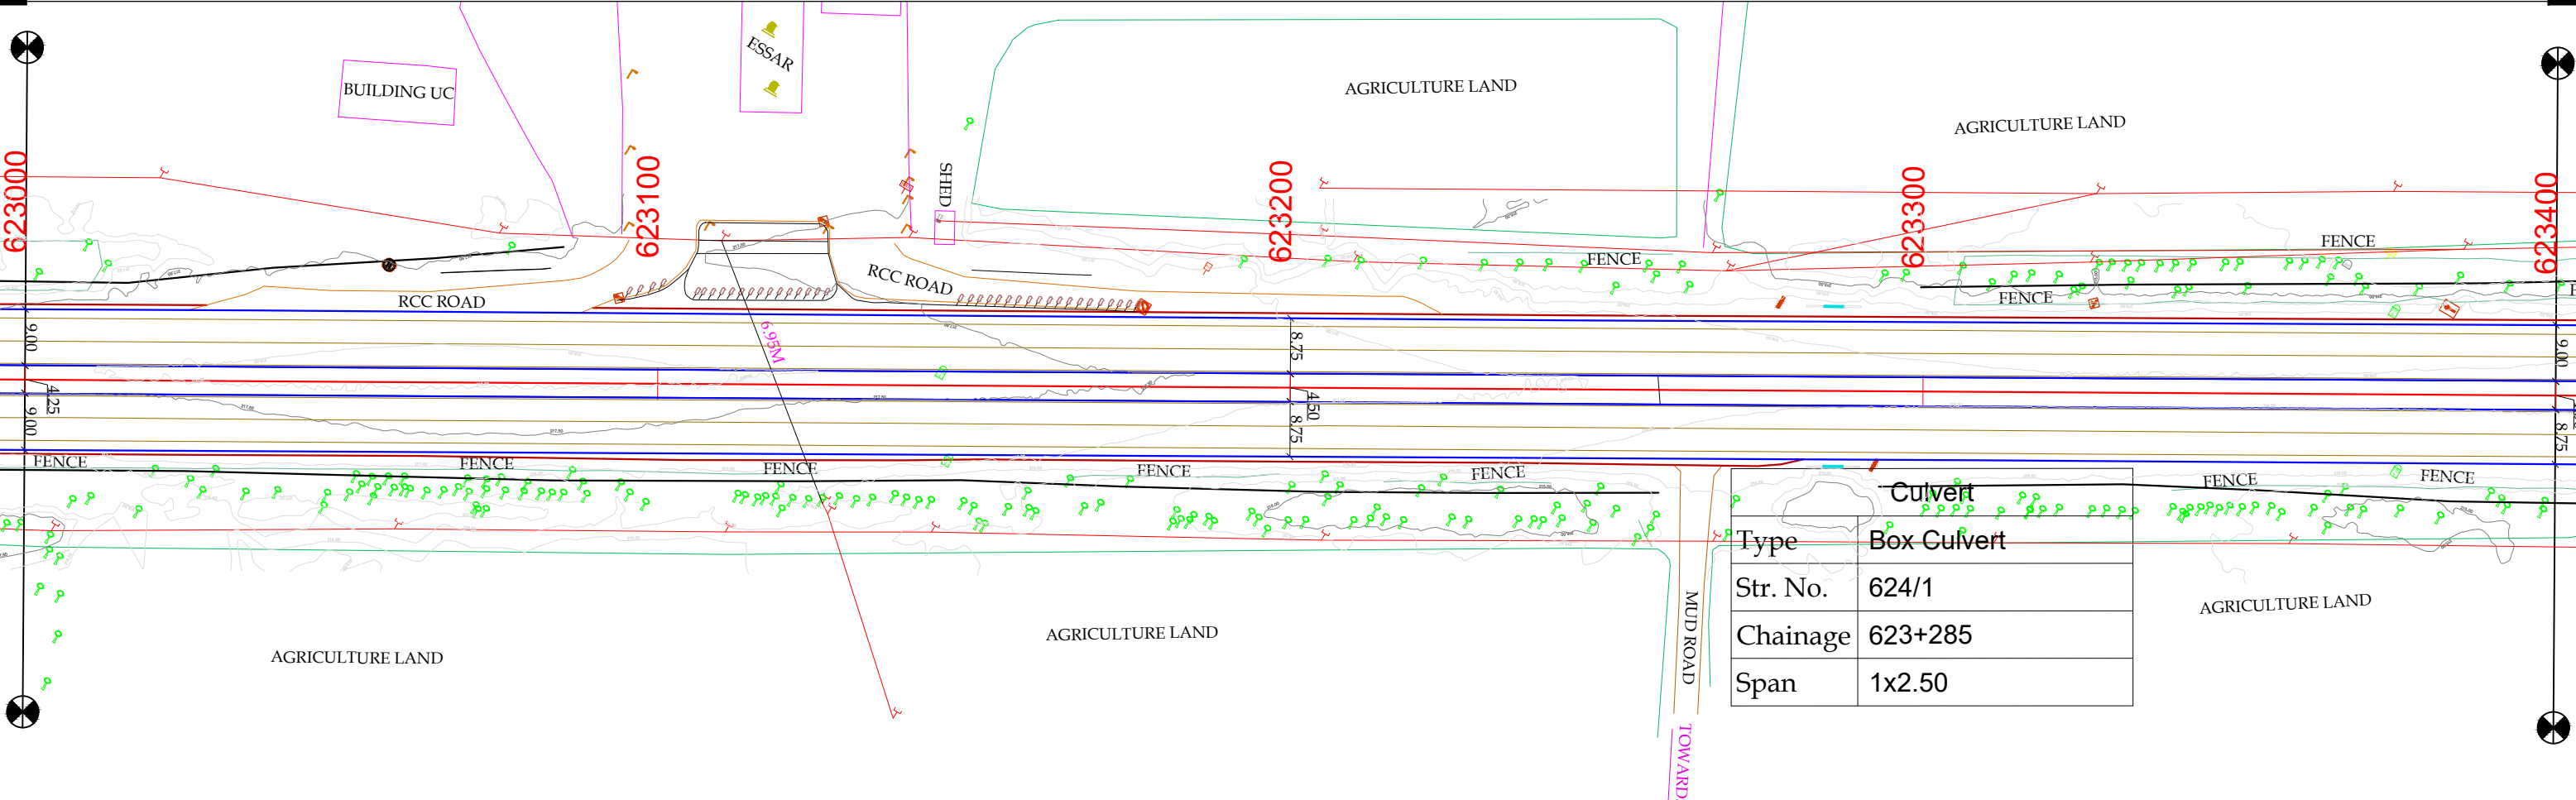 ESSAR
BUILDING UC
AGRICULTURE LAND
AGRICULTURE LAND
623000
623100
SHED
623200
623300
623400
FENCE
FENCE
RCC ROAD
RCC ROAD
FENCE
9.00
6.95M
8.75
9.00
4.25
4.50
9.00
8.75
8.75
FENCE
FENCE
FENCE
FENCE
FENCE
FENCE
FENCE
Culvert
Type Box Culvert
Str. No. 624/1
Chainage 623+285
Span 1x2.50
MUD ROAD
TOWARD
AGRICULTURE LAND
AGRICULTURE LAND
AGRICULTURE LAND